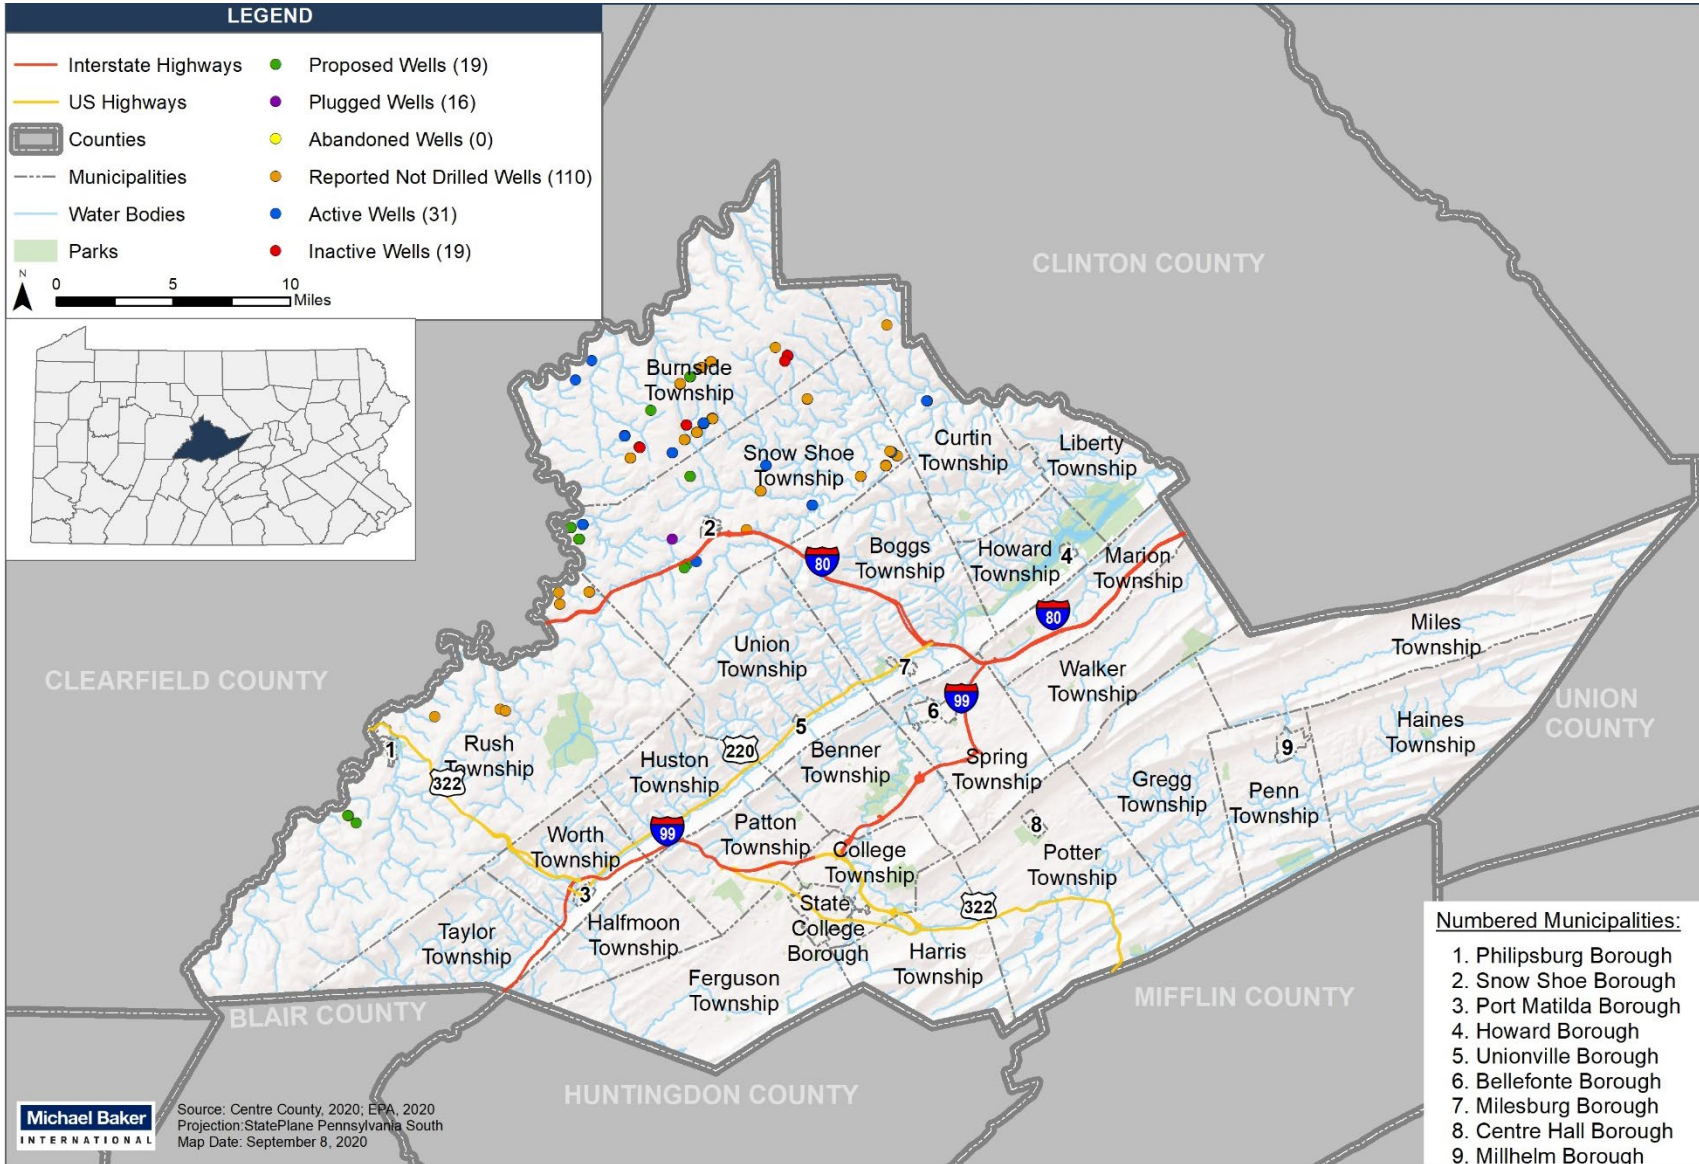 LEGEND
Interstate Highways
US Highways
Counties
Municipalities
Water Bodies
Parks
Proposed Wells (19)
Plugged Wells (16)
Abandoned Wells (0)
Reported Not Drilled Wells (110)
Active Wells (31)
Inactive Wells (19)
N
0 5 10
Miles
CLINTON COUNTY
Burnside
Township
Snow Shoe
Township
Curtin
Township
Liberty
Township
2
80
Boggs
Township
Howard
Township
4
Marion
Township
80
Union
Township
7
Walker
Township
Miles
Township
CLEARFIELD COUNTY
99
6
UNION
COUNTY
1
Rush
Township
322
5
220
Huston
Township
Benner
Township
Spring
Township
Gregg
Township
9
Penn
Township
Haines
Township
Worth
Township
99
Patton
Township
College
Township
8
Potter
Township
3
Halfmoon
Township
State
College
Borough
322
Taylor
Township
Ferguson
Township
Harris
Township
BLAIR COUNTY
MIFFLIN COUNTY
HUNTINGDON COUNTY
Numbered Municipalities:
1. Philipsburg Borough
2. Snow Shoe Borough
3. Port Matilda Borough
4. Howard Borough
5. Unionville Borough
6. Bellefonte Borough
7. Milesburg Borough
8. Centre Hall Borough
9. Millhelm Borough
Michael Baker
INTERNATIONAL
Source: Centre County, 2020; EPA, 2020
Projection:StatePlane Pennsylvania South
Map Date: September 8, 2020